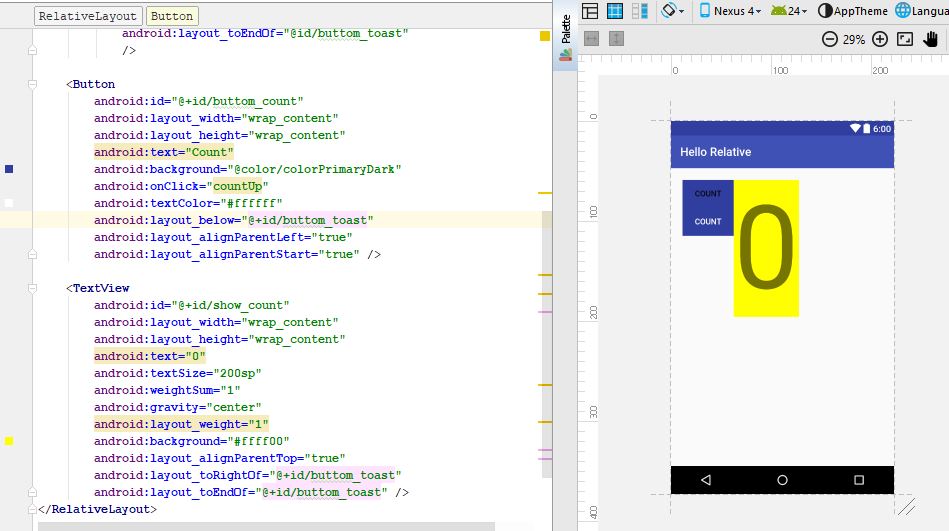 RelativeLayout Button
android:layout_toEndOf="@id/buttom_toast"
/>
<Button
android:id="@+id/buttom_count"
android:layout_width="wrap_content"
android:layout_height="wrap_content"
android:text="Count"
android:background="@color/colorPrimaryDark"
android:onClick="countUp"
android:textColor="#ffffff"
android:layout_below="@+id/buttom_toast"
android:layout_alignParentLeft="true"
android:layout_alignParentStart="true" />
<TextView
android:id="@+id/show_count"
android:layout_width="wrap_content"
android:layout_height="wrap_content"
android:text="0"
android:textSize="200sp"
android:weightSum="1"
android:gravity="center"
android:layout_weight="1"
android:background="#ffff00"
android:layout_alignParentTop="true"
android:layout_toRightOf="@+id/buttom_toast"
android:layout_toEndOf="@+id/buttom_toast" />
</RelativeLayout>
Palette
Nexus 4 24 AppTheme Langua
29%
0 100 200
0
100
200
300
400
6:00
Hello Relative
COUNT
COUNT
0